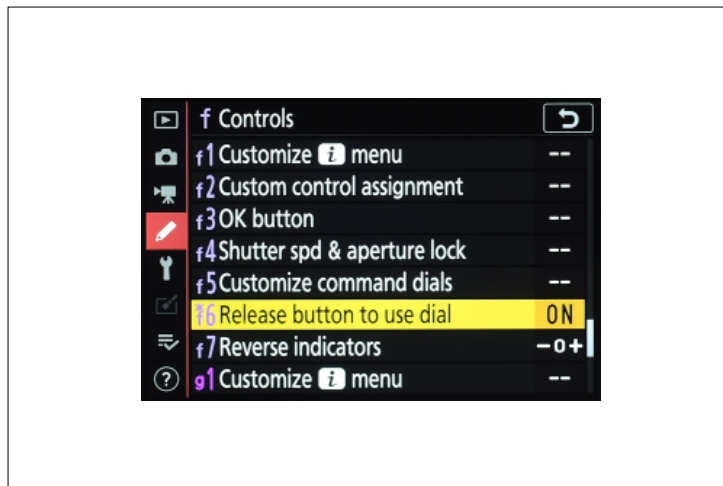 f Controls
f1 Customize i menu --
f2 Custom control assignment --
f3 OK button --
f4 Shutter spd & aperture lock --
f5 Customize command dials --
f6 Release button to use dial ON
f7 Reverse indicators -0+
g1 Customize i menu --
?